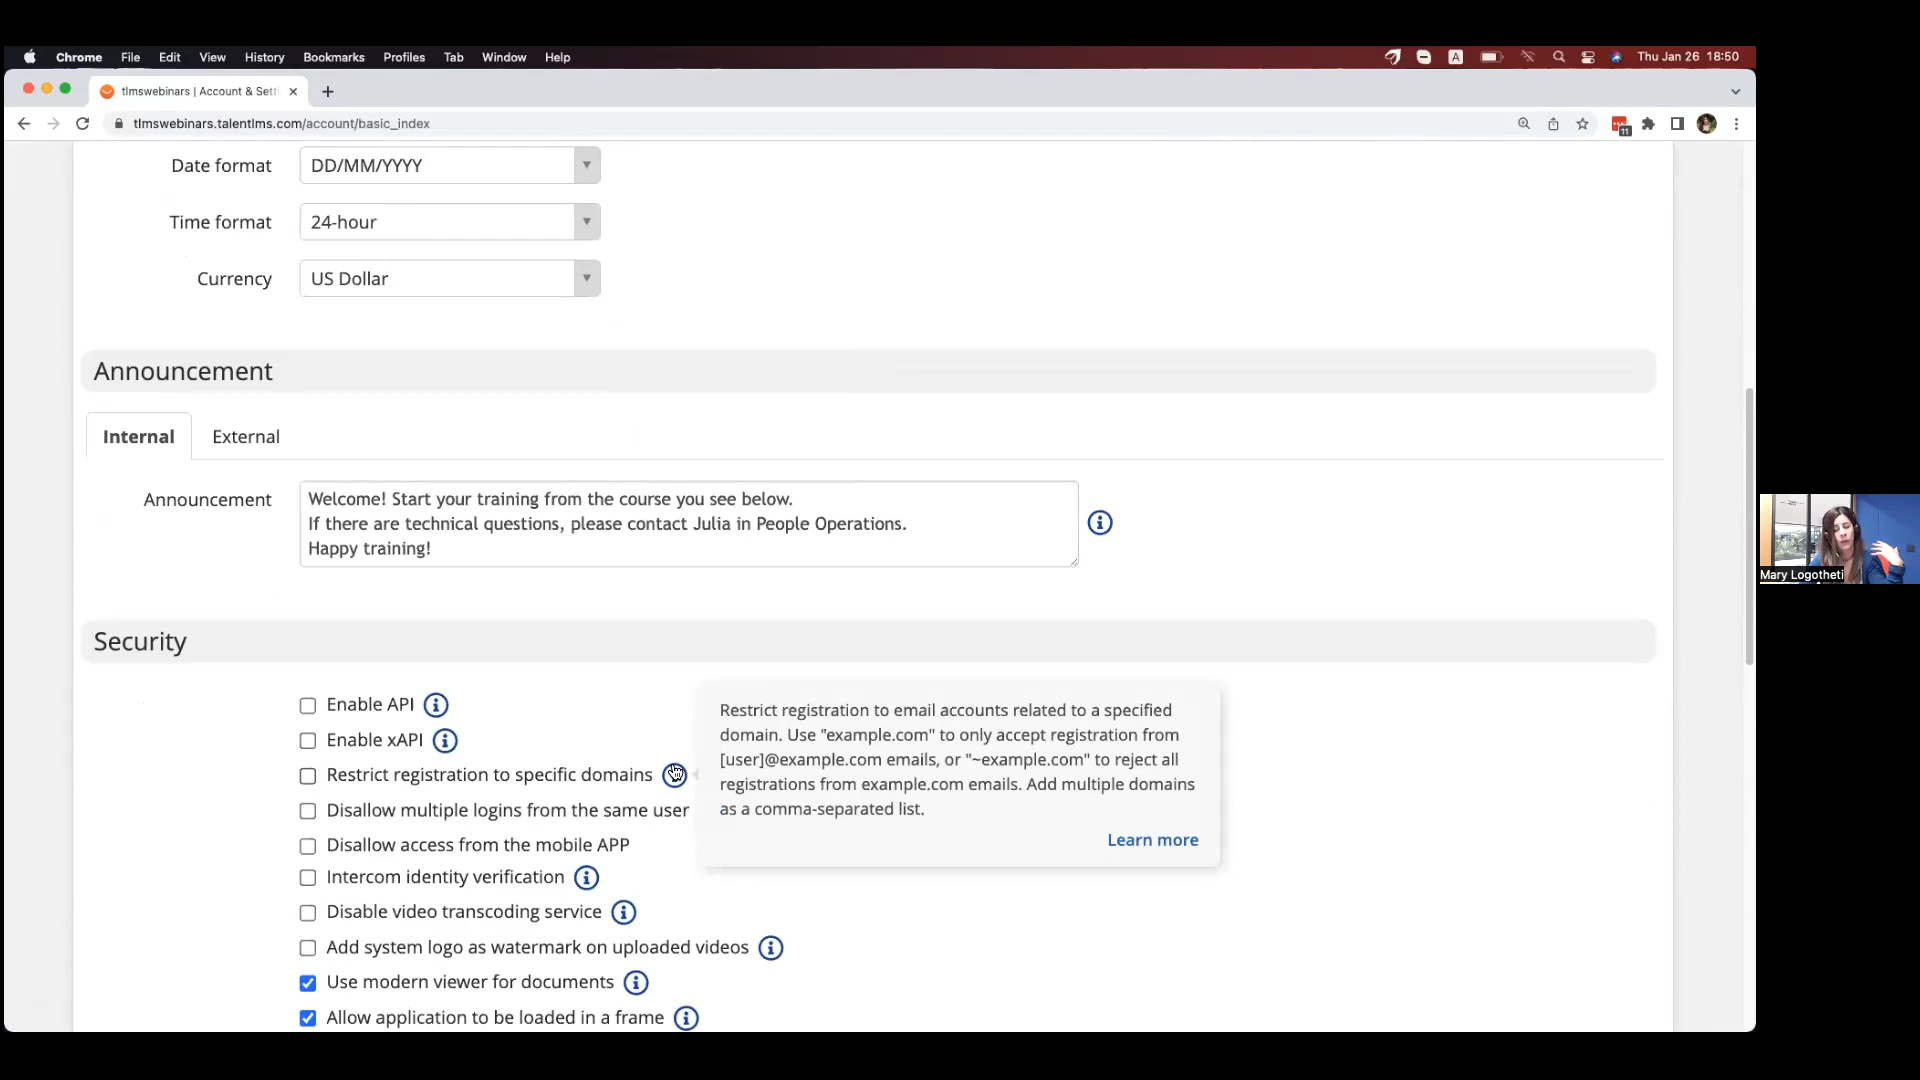 Chrome File Edit View History Bookmarks Profiles Tab Window Help A Thu Jan 26 18:50
tlmswebinars | Account & Setti
tlmswebinars.talentlms.com/account/basic_index 11
Date format DD/MM/YYYY
Time format 24-hour
Currency US Dollar
Announcement
Internal External
Announcement Welcome! Start your training from the course you see below.
If there are technical questions, please contact Julia in People Operations.
Happy training!
Mary Logotheti
Security
Enable API
Enable xAPI
Restrict registration to specific domains
Disallow multiple logins from the same user
Disallow access from the mobile APP
Intercom identity verification
Disable video transcoding service
Add system logo as watermark on uploaded videos
Use modern viewer for documents
Allow application to be loaded in a frame
Restrict registration to email accounts related to a specified
domain. Use "example.com" to only accept registration from
[user]@example.com emails, or "~example.com" to reject all
registrations from example.com emails. Add multiple domains
as a comma-separated list.
Learn more